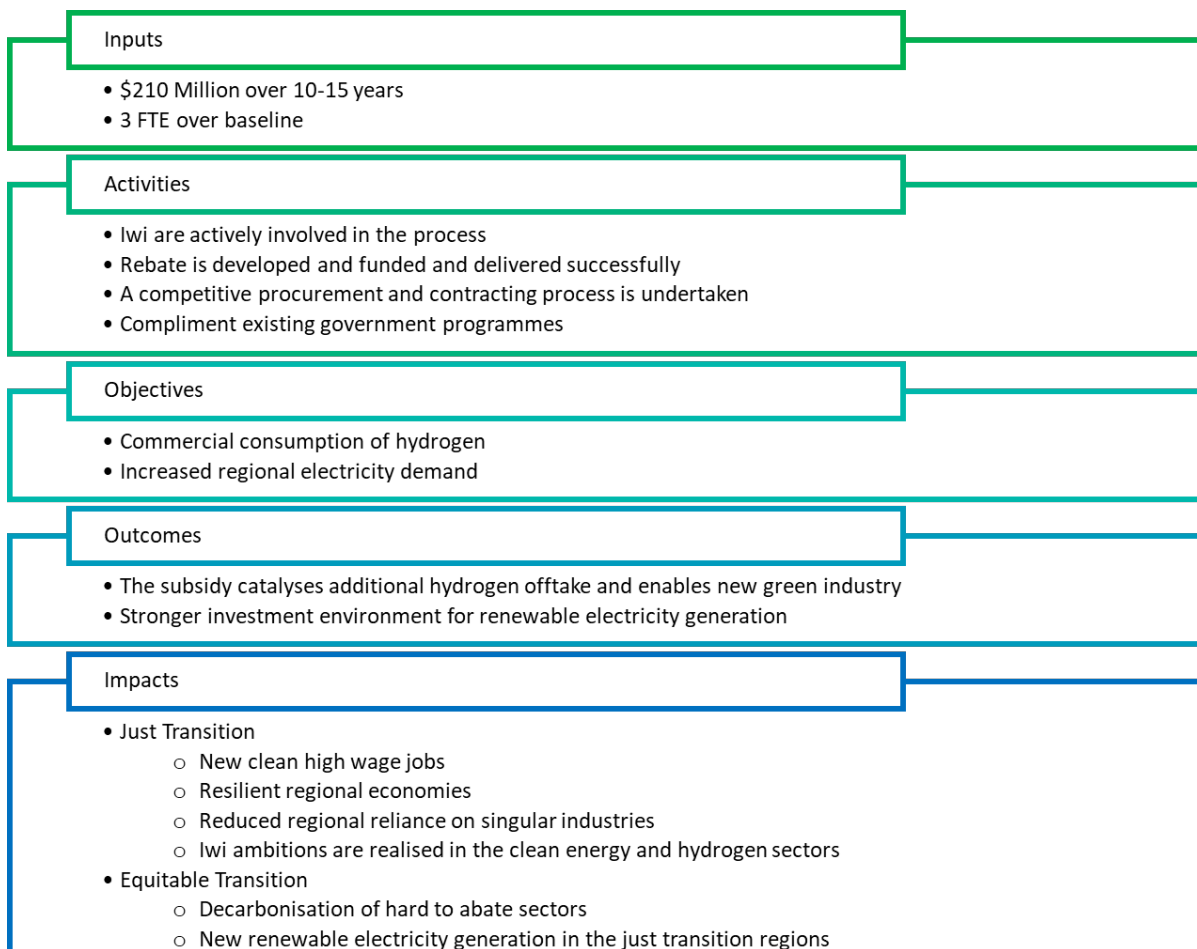 Inputs
• $210 Million over 10-15 years
• 3 FTE over baseline
Activities
• Iwi are actively involved in the process
• Rebate is developed and funded and delivered successfully
• A competitive procurement and contracting process is undertaken
• Compliment existing government programmes
Objectives
• Commercial consumption of hydrogen
• Increased regional electricity demand
Outcomes
• The subsidy catalyses additional hydrogen offtake and enables new green industry
• Stronger investment environment for renewable electricity generation
Impacts
• Just Transition
o New clean high wage jobs
o Resilient regional economies
o Reduced regional reliance on singular industries
o Iwi ambitions are realised in the clean energy and hydrogen sectors
• Equitable Transition
o Decarbonisation of hard to abate sectors
o New renewable electricity generation in the just transition regions